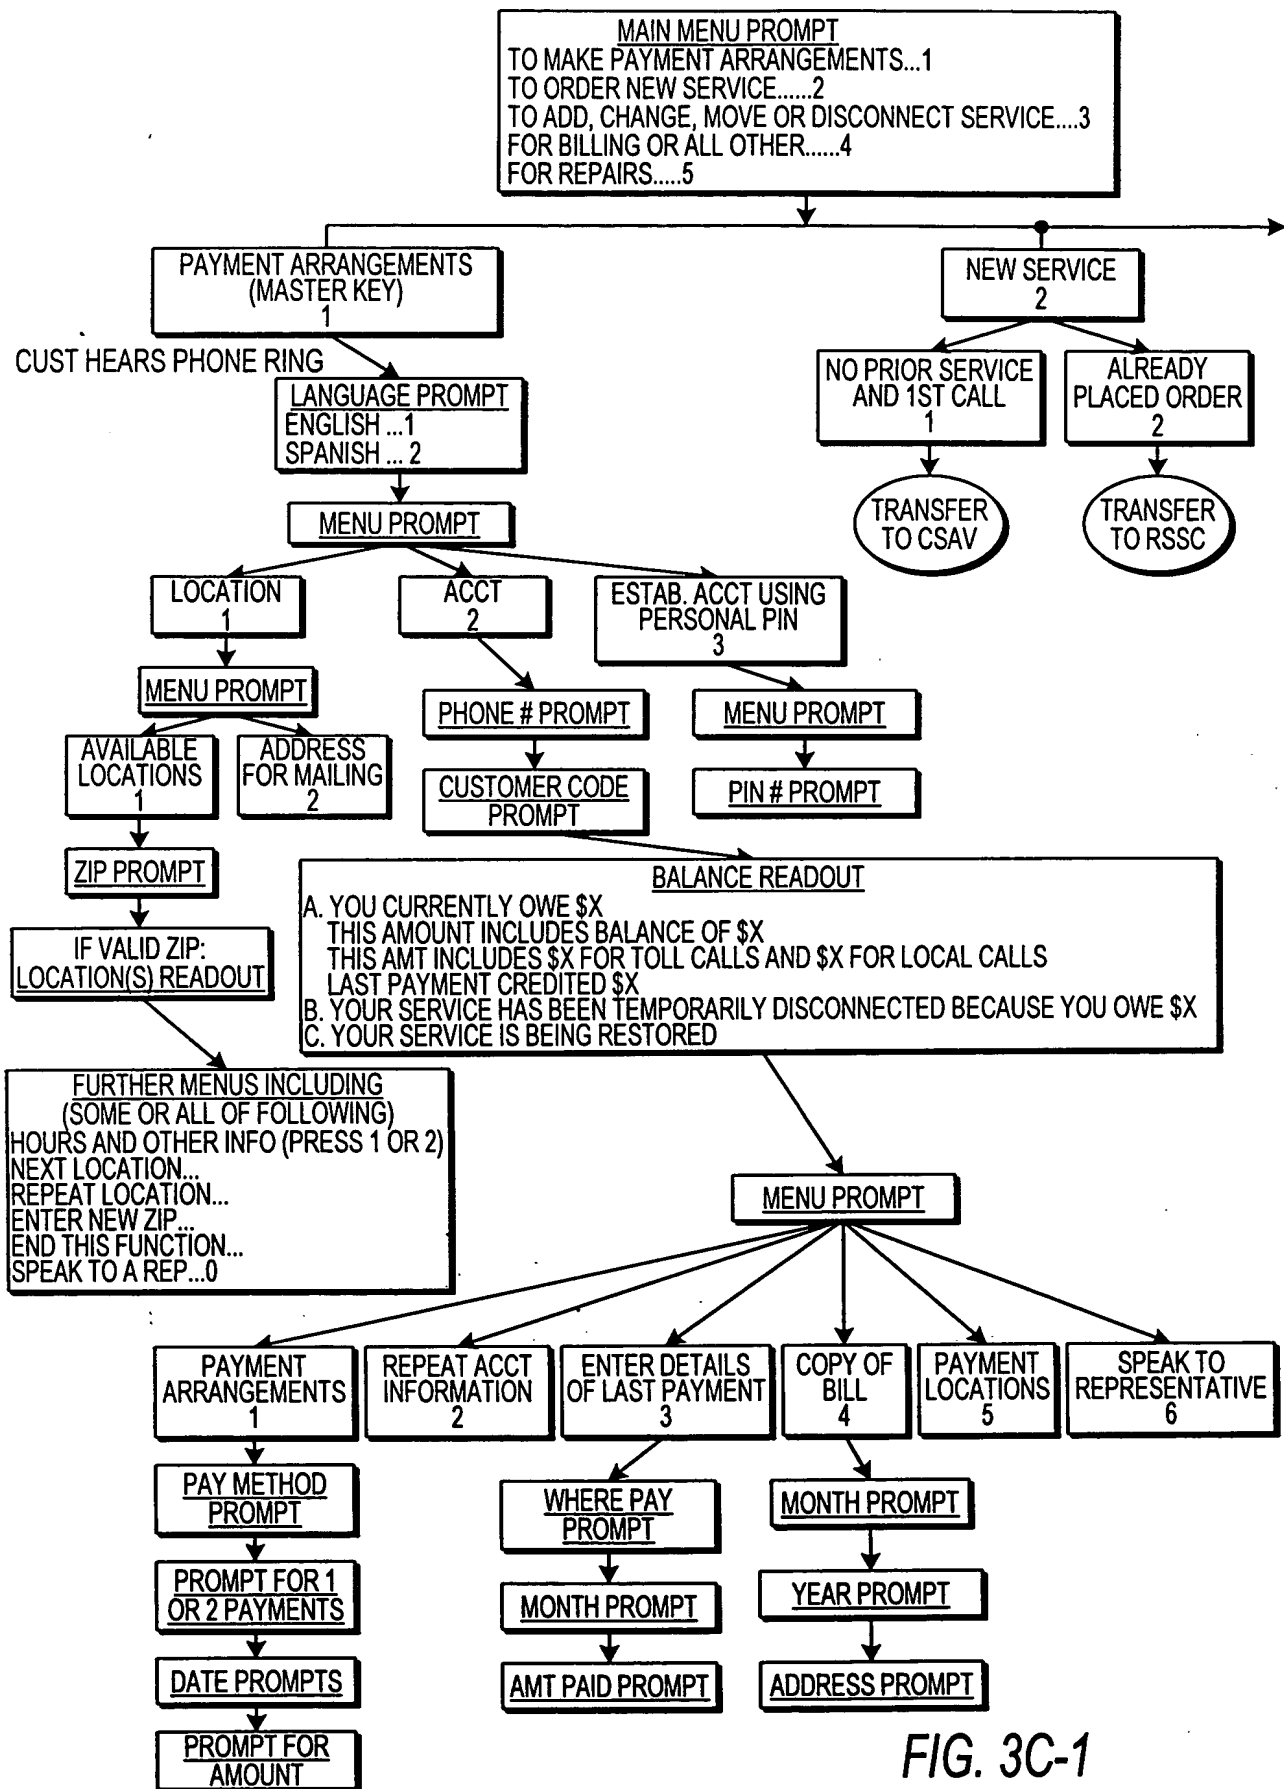 MAIN MENU PROMPT
TO MAKE PAYMENT ARRANGEMENTS...1
TO ORDER NEW SERVICE......2
TO ADD, CHANGE, MOVE OR DISCONNECT SERVICE....3
FOR BILLING OR ALL OTHER......4
FOR REPAIRS.....5
PAYMENT ARRANGEMENTS
(MASTER KEY)
1
NEW SERVICE
2
CUST HEARS PHONE RING
LANGUAGE PROMPT
ENGLISH ...1
SPANISH ... 2
NO PRIOR SERVICE
AND 1ST CALL
1
ALREADY
PLACED ORDER
2
MENU PROMPT
TRANSFER
TO CSAV
TRANSFER
TO RSSC
LOCATION
1
ACCT
2
ESTAB. ACCT USING
PERSONAL PIN
3
MENU PROMPT
PHONE # PROMPT
MENU PROMPT
AVAILABLE
LOCATIONS
1
ADDRESS
FOR MAILING
2
CUSTOMER CODE
PROMPT
PIN # PROMPT
ZIP PROMPT
IF VALID ZIP:
LOCATION(S) READOUT
BALANCE READOUT
A. YOU CURRENTLY OWE $X
THIS AMOUNT INCLUDES BALANCE OF $X
THIS AMT INCLUDES $X FOR TOLL CALLS AND $X FOR LOCAL CALLS
LAST PAYMENT CREDITED $X
B. YOUR SERVICE HAS BEEN TEMPORARILY DISCONNECTED BECAUSE YOU OWE $X
C. YOUR SERVICE IS BEING RESTORED
FURTHER MENUS INCLUDING
(SOME OR ALL OF FOLLOWING)
HOURS AND OTHER INFO (PRESS 1 OR 2)
NEXT LOCATION...
REPEAT LOCATION...
ENTER NEW ZIP...
END THIS FUNCTION...
SPEAK TO A REP...0
MENU PROMPT
PAYMENT
ARRANGEMENTS
1
REPEAT ACCT
INFORMATION
2
ENTER DETAILS
OF LAST PAYMENT
3
COPY OF
BILL
4
PAYMENT
LOCATIONS
5
SPEAK TO
REPRESENTATIVE
6
PAY METHOD
PROMPT
WHERE PAY
PROMPT
MONTH PROMPT
PROMPT FOR 1
OR 2 PAYMENTS
MONTH PROMPT
YEAR PROMPT
DATE PROMPTS
AMT PAID PROMPT
ADDRESS PROMPT
PROMPT FOR
AMOUNT
FIG. 3C-1